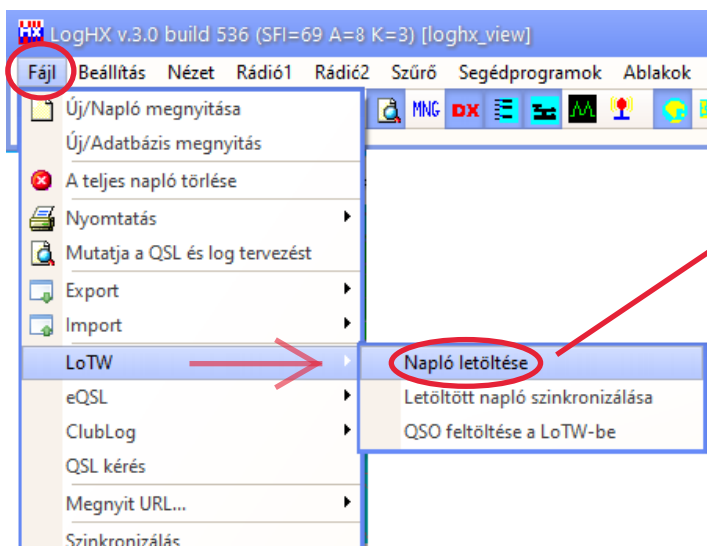 LogHX v.3.0 build 536 (SFI=69 A=8 K=3) [loghx_view]
Fájl Beállítás Nézet Rádió1 Rádió2 Szűrő Segédprogramok Ablakok
MNG DX
Új/Napló megnyitása
Új/Adatbázis megnyitás
A teljes napló törlése
Nyomtatás
Mutatja a QSL és log tervezést
Export
Import
LoTW
Napló letöltése
eQSL
Letöltött napló szinkronizálása
ClubLog
QSO feltöltése a LoTW-be
QSL kérés
Megnyit URL...
Szinkronizálás